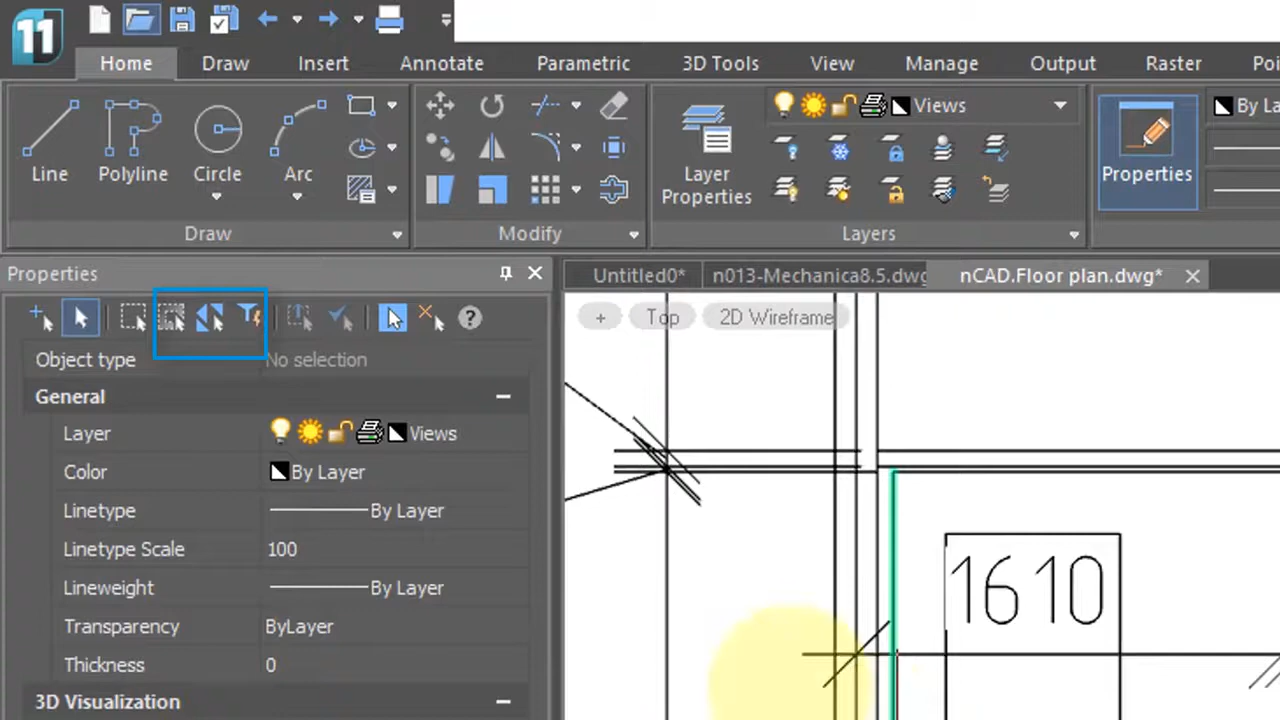 11
Home Draw Insert Annotate Parametric 3D Tools View Manage Output Raster Poi
Views By La
Line Polyline Circle Arc Layer Properties Properties
Draw Modify Layers
Properties Untitled0* n013-Mechanica8.5.dwg nCAD.Floor plan.dwg*
+ Top 2D Wireframe
Object type No selection
General
Layer Views
Color By Layer
Linetype By Layer
Linetype Scale 100
Lineweight By Layer
Transparency ByLayer
Thickness 0
3D Visualization
1610